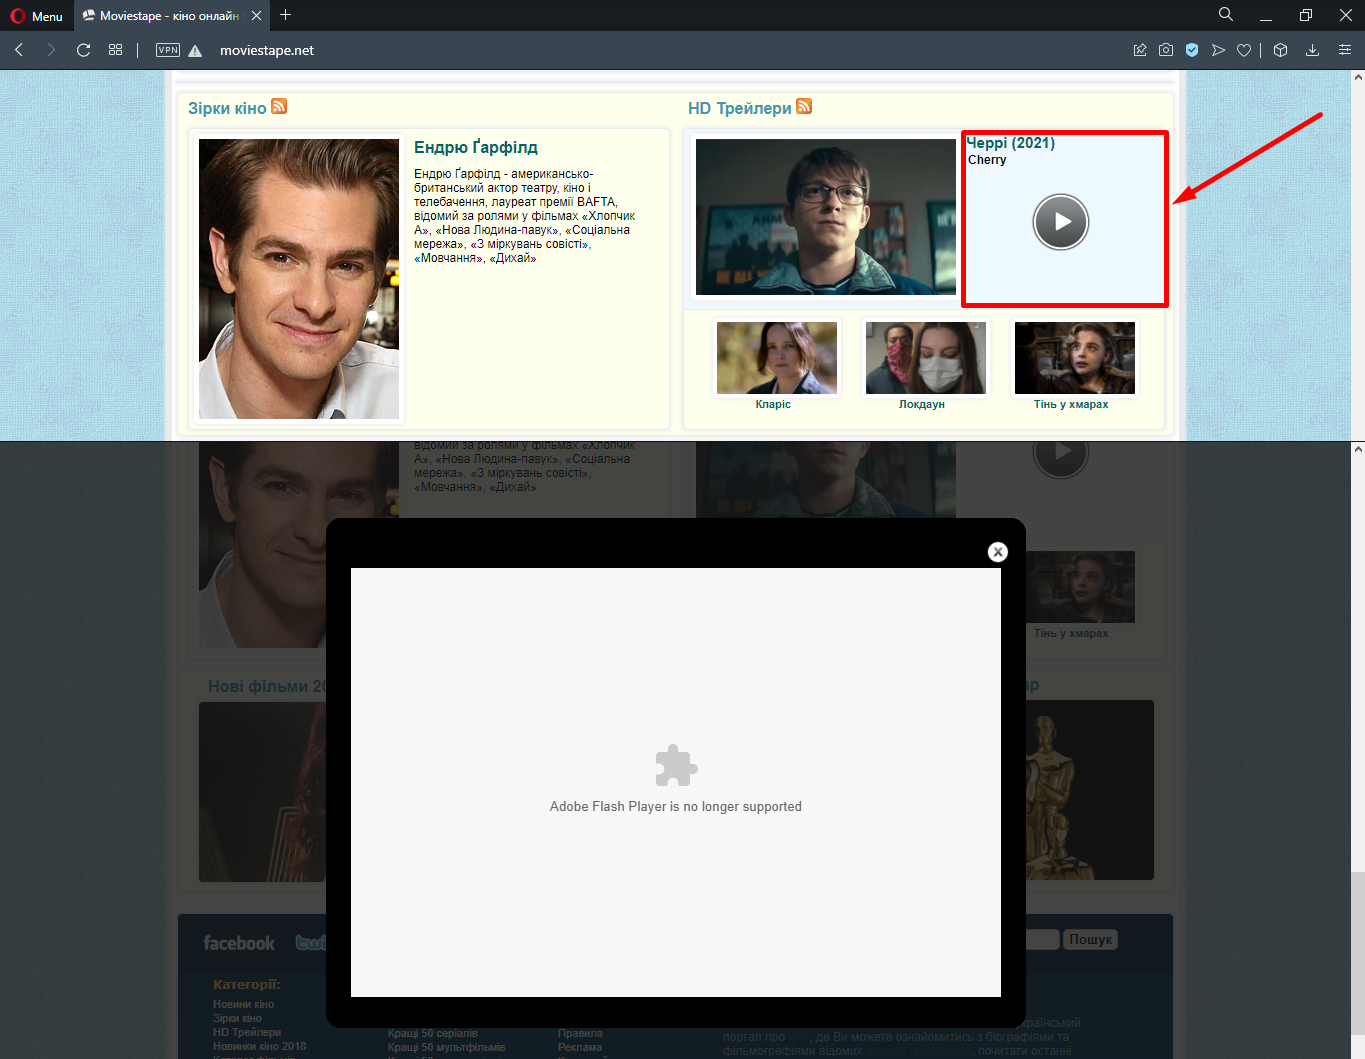 Menu
Moviestape - кіно онлайн
VPN
moviestape.net
Зірки кіно
HD Трейлери
Ендрю Ґарфілд
Ендрю Ґарфілд - американсько-
британський актор театру, кіно і
телебачення, лауреат премії BAFTA,
відомий за ролями у фільмах «Хлопчик
А», «Нова Людина-павук», «Соціальна
мережа», «З міркувань совісті»,
«Мовчання», «Дихай»
Черрі (2021)
Cherry
Кларіс
Локдаун
Тінь у хмарах
відомий за ролями у фільмах «Хлопчик
А», «Нова Людина-павук», «Соціальна
мережа», «З міркувань совісті»,
«Мовчання», «Дихай»
Тінь у хмарах
Нові фільми 20
ар
Adobe Flash Player is no longer supported
facebook
twi
Пошук
Категорії:
Новини кіно
Зірки кіно
HD Трейлери
Новинки кіно 2018
Кращі 50 серіалів
Кращі 50 мультфільмів
Правила
Реклама
країнський
портал про
, де Ви можете ознайомитись з біографіями та
фільмографіями відомих
, почитати останні